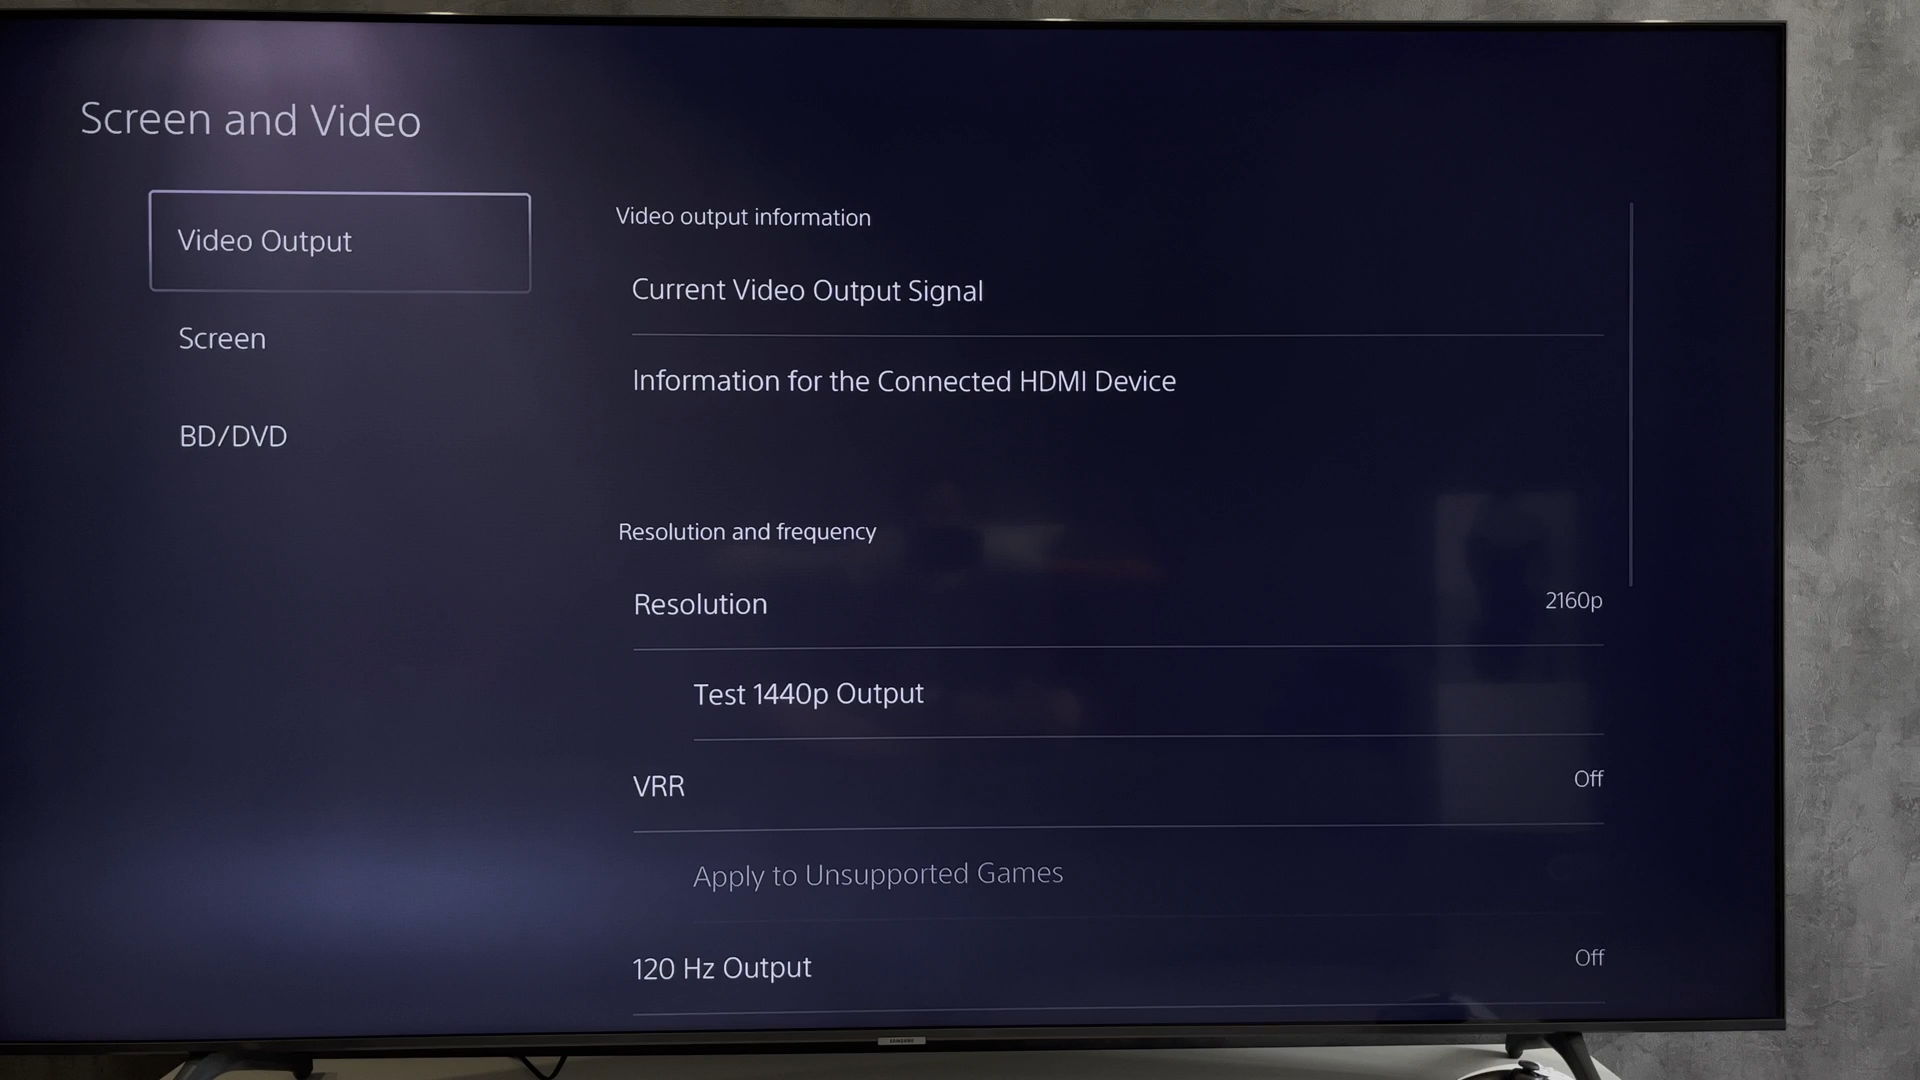 Screen and Video
Video Output
Screen
BD/DVD
Video output information
Current Video Output Signal
Information for the Connected HDMI Device
Resolution and frequency
Resolution 2160p
Test 1440p Output
VRR Off
Apply to Unsupported Games
120 Hz Output Off
SAMSUNG